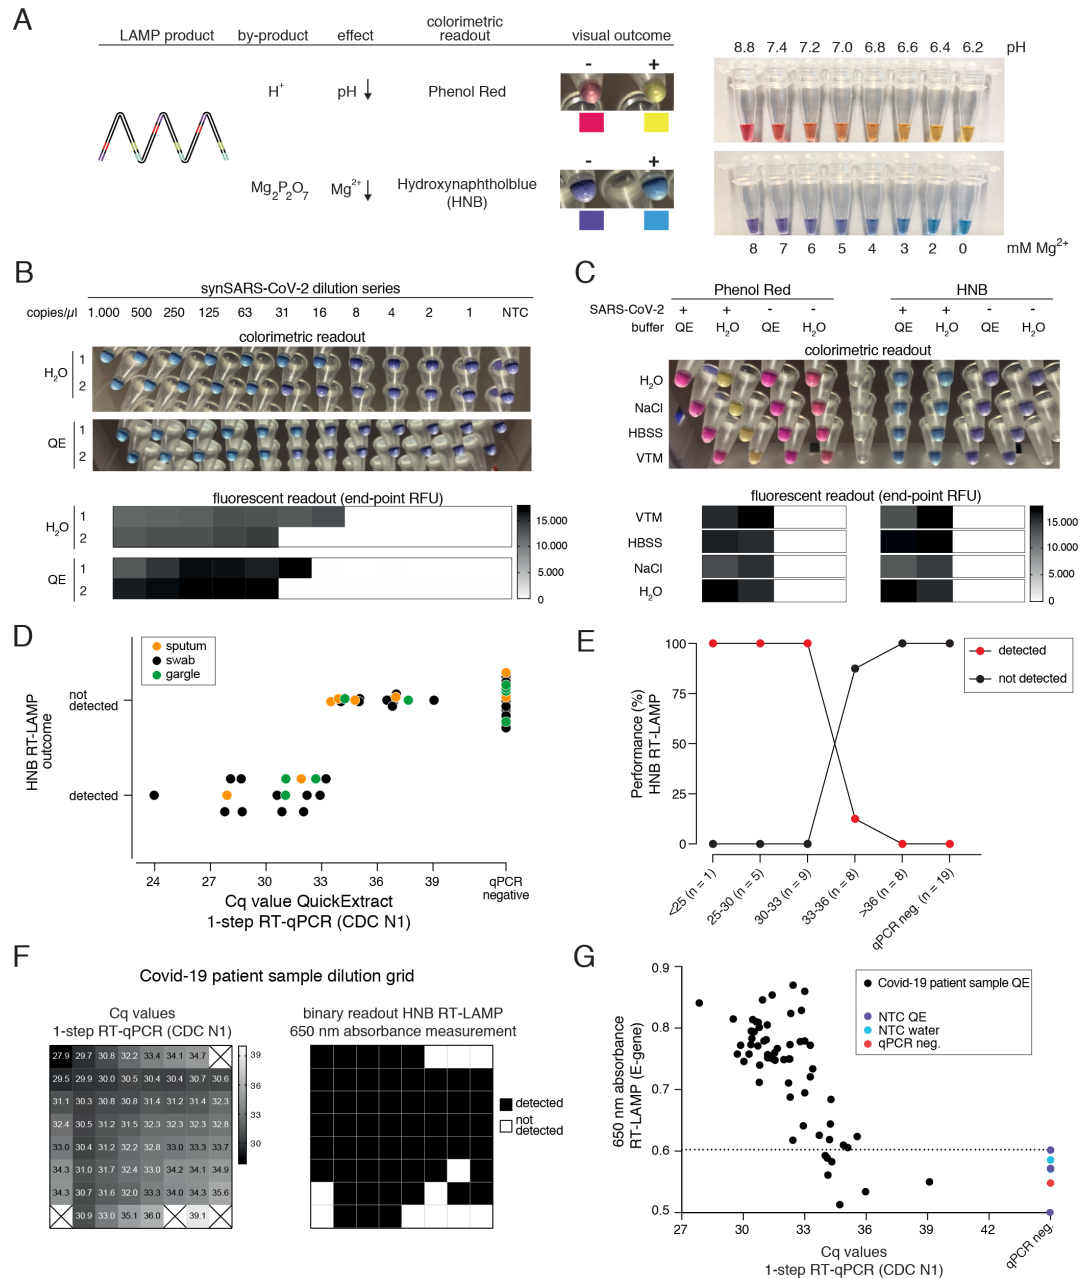 A
LAMP product by-product effect colorimetric readout visual outcome
8.8 7.4 7.2 7.0 6.8 6.6 6.4 6.2 pH
- +
H+ pH Phenol Red
- +
Mg2P2O7 Mg2+ Hydroxynaphtholblue
(HNB)
8 7 6 5 4 3 2 0 mM Mg2+
B
synSARS-CoV-2 dilution series
copies/µl 1.000 500 250 125 63 31 16 8 4 2 1 NTC
colorimetric readout
H2O 1
2
QE 1
2
fluorescent readout (end-point RFU)
H2O 1
2
QE 1
2
15.000
10.000
5.000
0
C
Phenol Red HNB
SARS-CoV-2 + + - - + + - -
buffer QE H2O QE H2O QE H2O QE H2O
colorimetric readout
H2O
NaCl
HBSS
VTM
fluorescent readout (end-point RFU)
VTM
HBSS
NaCl
H2O
15.000
10.000
5.000
0
D
sputum
swab
gargle
HNB RT-LAMP
outcome
not
detected
detected
24 27 30 33 36 39 qPCR
negative
Cq value QuickExtract
1-step RT-qPCR (CDC N1)
E
Performance (%)
HNB RT-LAMP
100
75
50
25
0
detected
not detected
<25 (n = 1)
25-30 (n = 5)
30-33 (n = 9)
33-36 (n = 8)
>36 (n = 8)
qPCR neg. (n = 19)
F
Covid-19 patient sample dilution grid
Cq values
1-step RT-qPCR (CDC N1)
27.9 29.7 30.8 32.2 33.4 34.1 34.7
29.5 29.9 30.0 30.5 30.4 30.4 30.7 30.6
31.1 30.3 30.8 30.8 31.4 31.2 31.4 32.3
32.4 30.5 31.2 31.2 32.3 32.3 32.3 32.8
33.0 30.4 31.2 32.2 32.8 33.0 33.3 33.7
34.3 31.0 31.7 32.4 33.0 34.2 34.1 34.9
34.3 30.7 31.6 32.0 33.3 34.0 34.3 35.6
30.9 33.0 35.1 36.0 39.1
39
36
33
30
binary readout HNB RT-LAMP
650 nm absorbance measurement
detected
not
detected
G
650 nm absorbance
RT-LAMP (E-gene)
0.9
0.8
0.7
0.6
0.5
Covid-19 patient sample QE
NTC QE
NTC water
qPCR neg.
27 30 33 36 39 42 qPCR neg.
Cq values
1-step RT-qPCR (CDC N1)